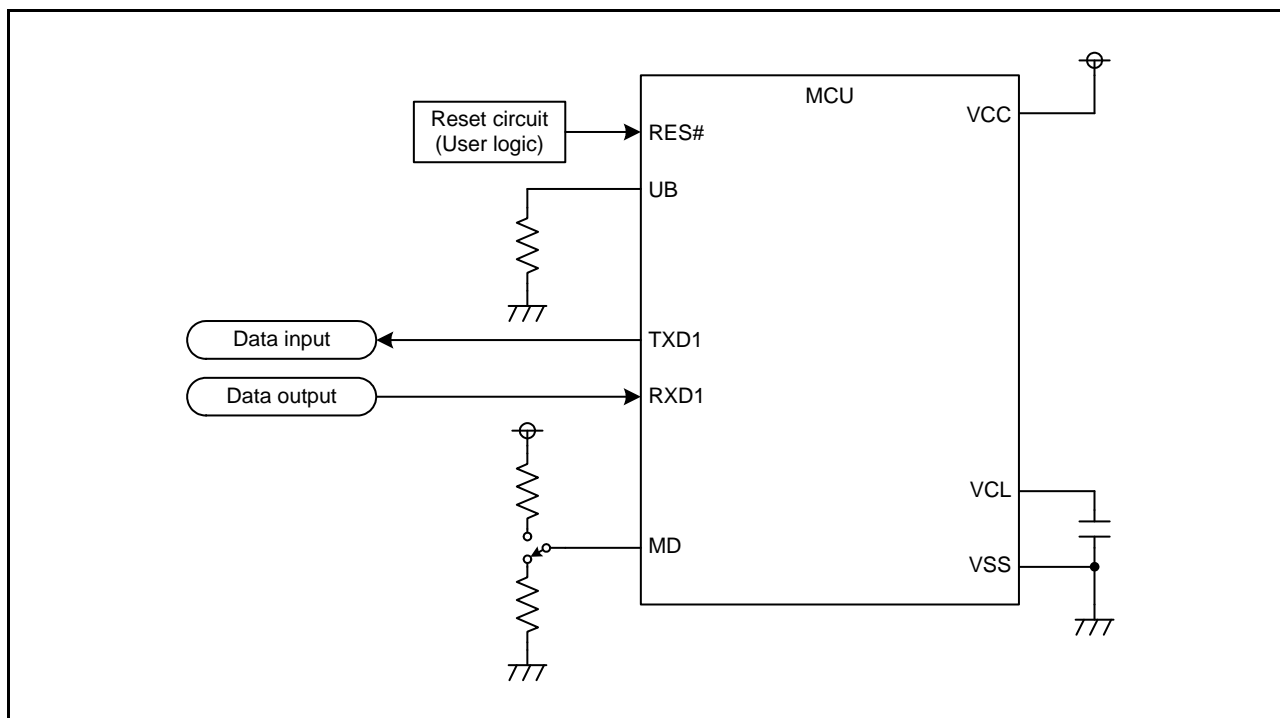 MCU
VCC
Reset circuit
(User logic)
RES#
UB
Data input
TXD1
Data output
RXD1
VCL
MD
VSS